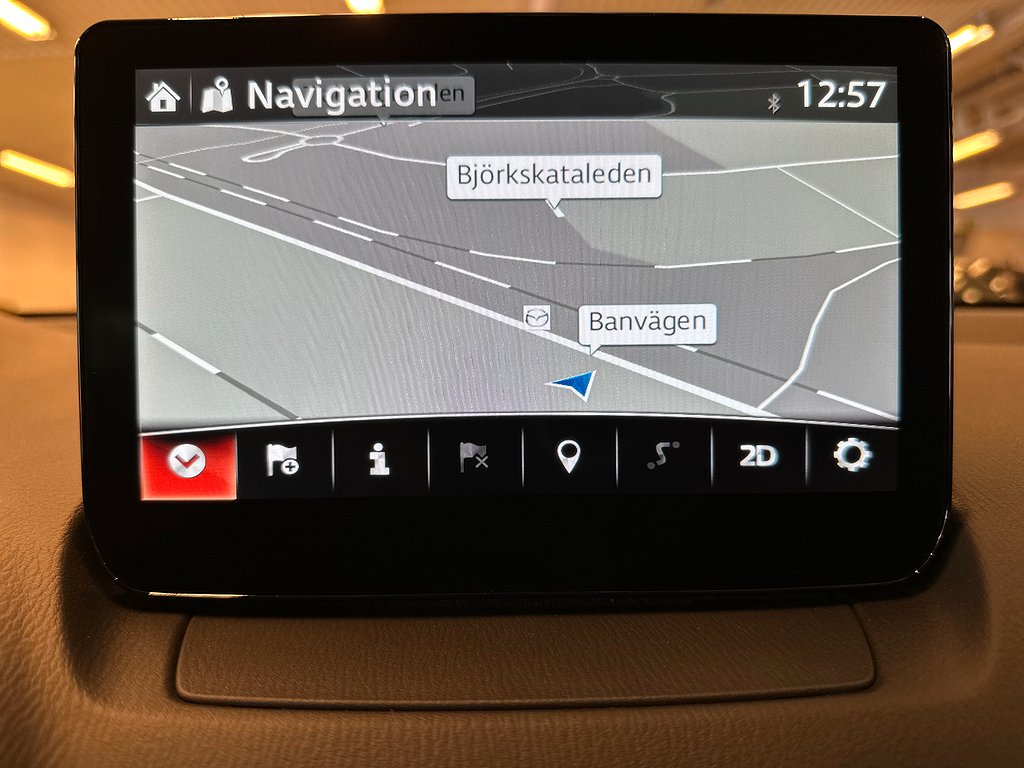 Navigation
12:57
Björkskataleden
Banvägen
2D